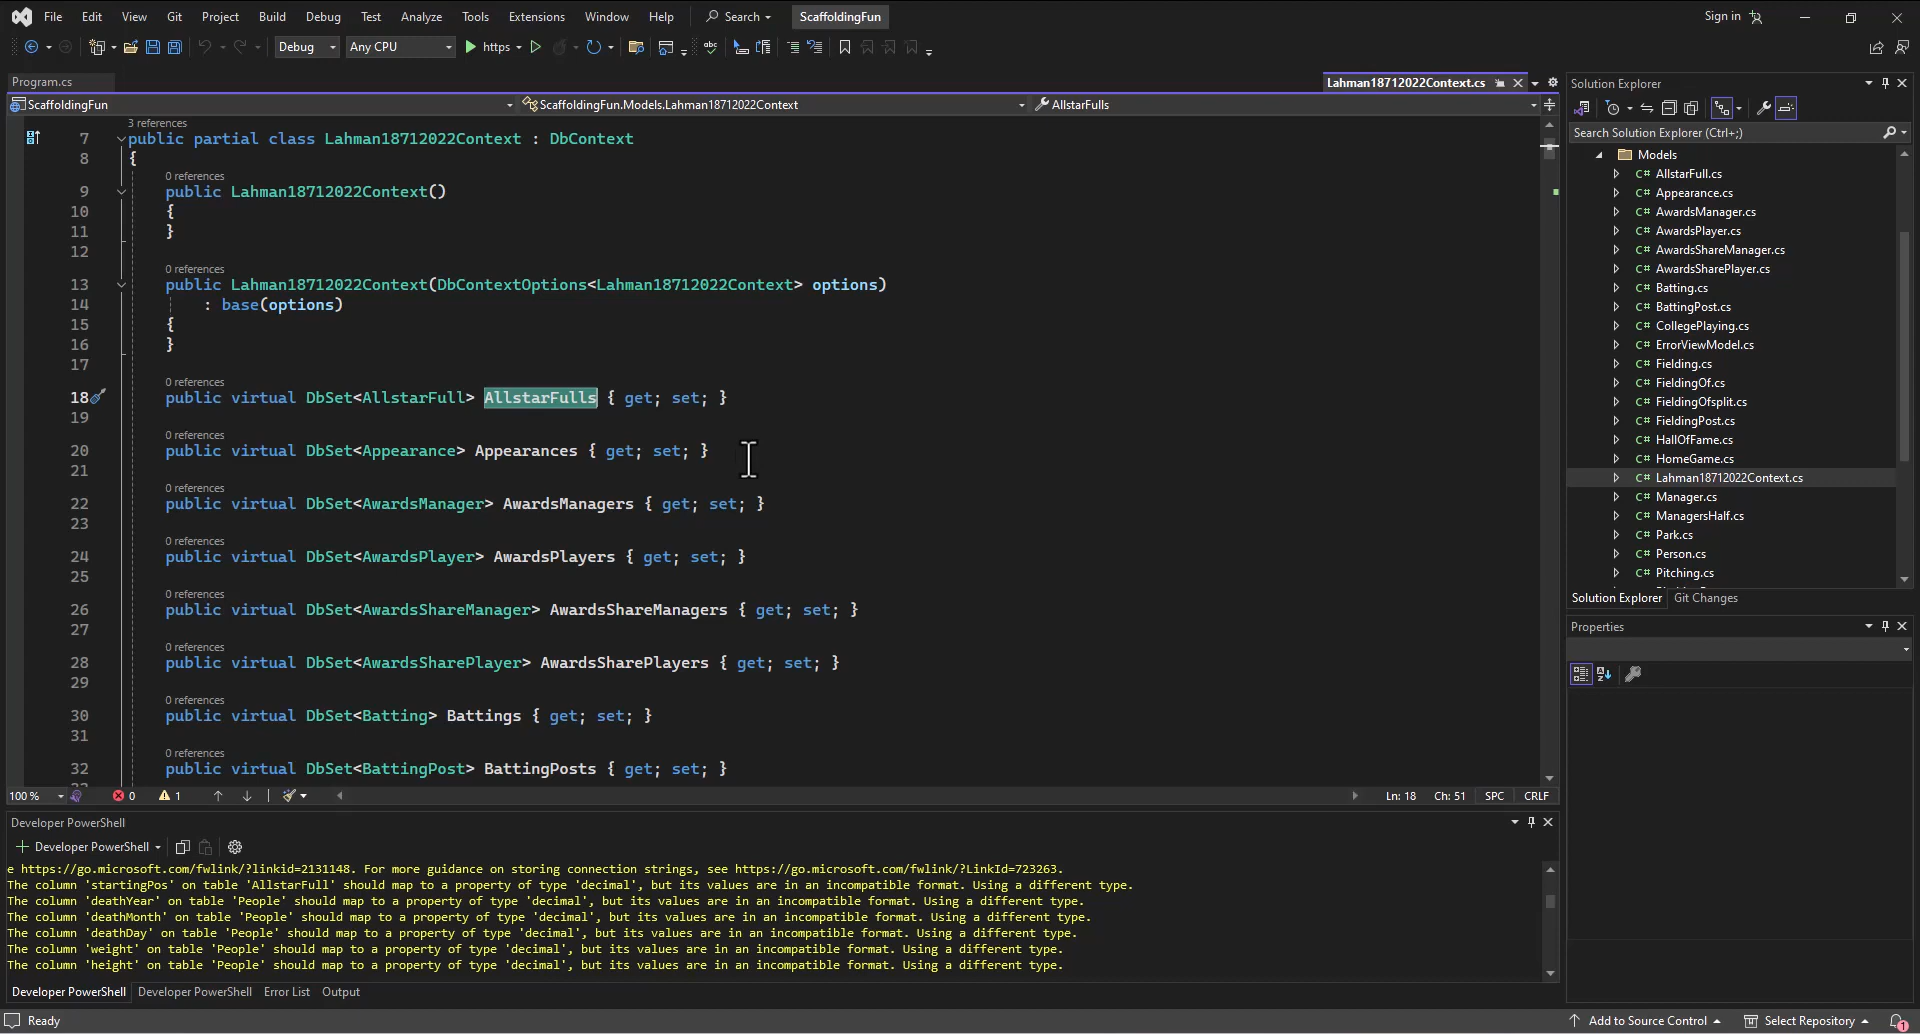 File Edit View Git Project Build Debug Test Analyze Tools Extensions Window Help Search ScaffoldingFun Sign in
Debug Any CPU https
Program.cs Lahman18712022Context.cs
ScaffoldingFun ScaffoldingFun.Models.Lahman18712022Context AllstarFulls
3 references
7 public partial class Lahman18712022Context : DbContext
8 {
0 references
9 public Lahman18712022Context()
10 {
11 }
12
0 references
13 public Lahman18712022Context(DbContextOptions<Lahman18712022Context> options)
14 : base(options)
15 {
16 }
17
0 references
18 public virtual DbSet<AllstarFull> AllstarFulls { get; set; }
19
0 references
20 public virtual DbSet<Appearance> Appearances { get; set; }
21
0 references
22 public virtual DbSet<AwardsManager> AwardsManagers { get; set; }
23
0 references
24 public virtual DbSet<AwardsPlayer> AwardsPlayers { get; set; }
25
0 references
26 public virtual DbSet<AwardsShareManager> AwardsShareManagers { get; set; }
27
0 references
28 public virtual DbSet<AwardsSharePlayer> AwardsSharePlayers { get; set; }
29
0 references
30 public virtual DbSet<Batting> Battings { get; set; }
31
0 references
32 public virtual DbSet<BattingPost> BattingPosts { get; set; }
100 % 0 1 Ln: 18 Ch: 51 SPC CRLF
Developer PowerShell
Developer PowerShell
e https://go.microsoft.com/fwlink/?linkid=2131148. For more guidance on storing connection strings, see https://go.microsoft.com/fwlink/?LinkId=723263.
The column 'startingPos' on table 'AllstarFull' should map to a property of type 'decimal', but its values are in an incompatible format. Using a different type.
The column 'deathYear' on table 'People' should map to a property of type 'decimal', but its values are in an incompatible format. Using a different type.
The column 'deathMonth' on table 'People' should map to a property of type 'decimal', but its values are in an incompatible format. Using a different type.
The column 'deathDay' on table 'People' should map to a property of type 'decimal', but its values are in an incompatible format. Using a different type.
The column 'weight' on table 'People' should map to a property of type 'decimal', but its values are in an incompatible format. Using a different type.
The column 'height' on table 'People' should map to a property of type 'decimal', but its values are in an incompatible format. Using a different type.
Developer PowerShell Developer PowerShell Error List Output
Solution Explorer
Search Solution Explorer (Ctrl+;)
Models
C# AllstarFull.cs
C# Appearance.cs
C# AwardsManager.cs
C# AwardsPlayer.cs
C# AwardsShareManager.cs
C# AwardsSharePlayer.cs
C# Batting.cs
C# BattingPost.cs
C# CollegePlaying.cs
C# ErrorViewModel.cs
C# Fielding.cs
C# FieldingOf.cs
C# FieldingOfsplit.cs
C# FieldingPost.cs
C# HallOfFame.cs
C# HomeGame.cs
C# Lahman18712022Context.cs
C# Manager.cs
C# ManagersHalf.cs
C# Park.cs
C# Person.cs
C# Pitching.cs
Solution Explorer Git Changes
Properties
Ready Add to Source Control Select Repository 1